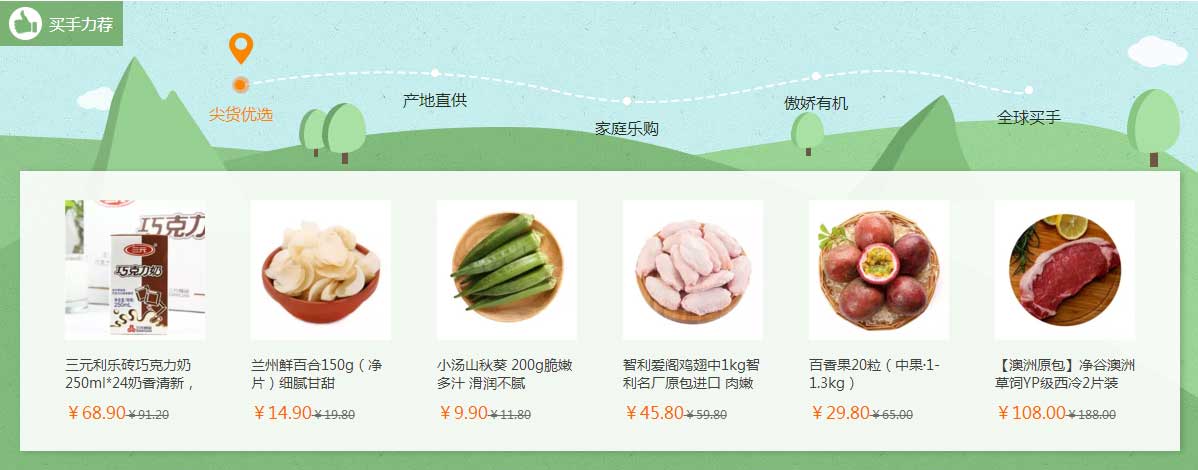 买手力荐
尖货优选
产地直供
家庭乐购
傲娇有机
全球买手
巧克力
三元
巧克力奶
250mL
三元利乐砖巧克力奶
250ml*24奶香清新，
¥68.90 ¥91.20
兰州鲜百合150g（净
片）细腻甘甜
¥14.90 ¥19.80
小汤山秋葵 200g脆嫩
多汁 滑润不腻
¥9.90 ¥11.80
智利爱阁鸡翅中1kg智
利名厂原包进口 肉嫩
¥45.80 ¥59.80
百香果20粒（中果·1-
1.3kg）
¥29.80 ¥65.00
【澳洲原包】净谷澳洲
草饲YP级西冷2片装
¥108.00 ¥188.00